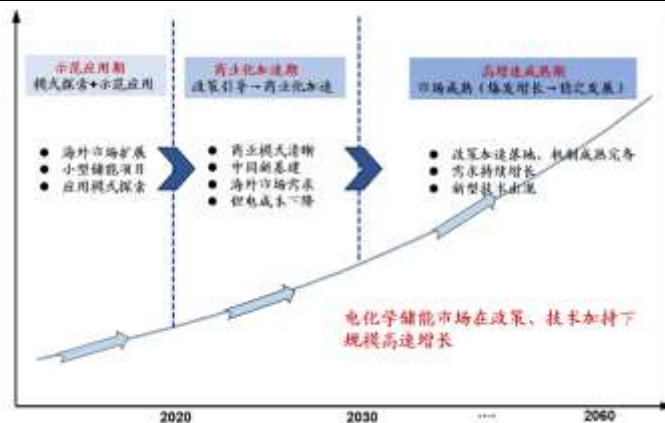 示范应用期
模式探索+示范应用
商业化加速期
政策引导→商业化加速
高增速成熟期
市场成熟（爆发增长→稳定发展）
● 海外市场扩展
● 小型储能项目
● 应用模式探索
● 商业模式清晰
● 中国新基建
● 海外市场需求
● 锂电成本下降
● 政策加速落地、机制成熟完善
● 需求持续增长
● 新型技术出现
电化学储能市场在政策、技术加持下
规模高速增长
2020
2030
....
2060